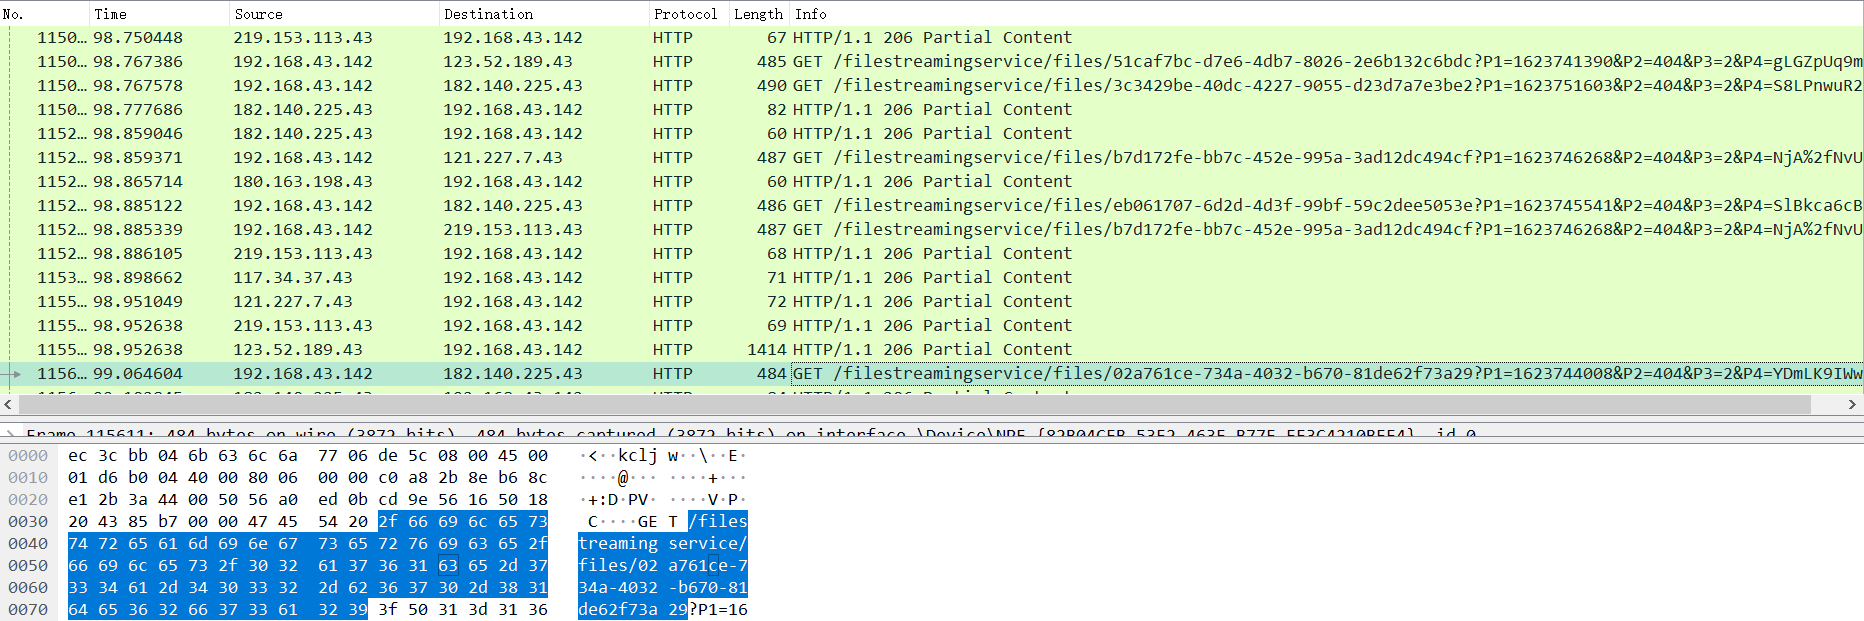 No. Time Source Destination Protocol Length Info
1150… 98.750448 219.153.113.43 192.168.43.142 HTTP 67 HTTP/1.1 206 Partial Content
1150… 98.767386 192.168.43.142 123.52.189.43 HTTP 485 GET /filestreamingservice/files/51caf7bc-d7e6-4db7-8026-2e6b132c6bdc?P1=1623741390&P2=404&P3=2&P4=gLGZpUq9m
1150… 98.767578 192.168.43.142 182.140.225.43 HTTP 490 GET /filestreamingservice/files/3c3429be-40dc-4227-9055-d23d7a7e3be2?P1=1623751603&P2=404&P3=2&P4=S8LPnwuR2
1150… 98.777686 182.140.225.43 192.168.43.142 HTTP 82 HTTP/1.1 206 Partial Content
1152… 98.859046 182.140.225.43 192.168.43.142 HTTP 60 HTTP/1.1 206 Partial Content
1152… 98.859371 192.168.43.142 121.227.7.43 HTTP 487 GET /filestreamingservice/files/b7d172fe-bb7c-452e-995a-3ad12dc494cf?P1=1623746268&P2=404&P3=2&P4=NjA%2fNvU
1152… 98.865714 180.163.198.43 192.168.43.142 HTTP 60 HTTP/1.1 206 Partial Content
1152… 98.885122 192.168.43.142 182.140.225.43 HTTP 486 GET /filestreamingservice/files/eb061707-6d2d-4d3f-99bf-59c2dee5053e?P1=1623745541&P2=404&P3=2&P4=SlBkca6cB
1152… 98.885339 192.168.43.142 219.153.113.43 HTTP 487 GET /filestreamingservice/files/b7d172fe-bb7c-452e-995a-3ad12dc494cf?P1=1623746268&P2=404&P3=2&P4=NjA%2fNvU
1152… 98.886105 219.153.113.43 192.168.43.142 HTTP 68 HTTP/1.1 206 Partial Content
1153… 98.898662 117.34.37.43 192.168.43.142 HTTP 71 HTTP/1.1 206 Partial Content
1155… 98.951049 121.227.7.43 192.168.43.142 HTTP 72 HTTP/1.1 206 Partial Content
1155… 98.952638 219.153.113.43 192.168.43.142 HTTP 69 HTTP/1.1 206 Partial Content
1155… 98.952638 123.52.189.43 192.168.43.142 HTTP 1414 HTTP/1.1 206 Partial Content
1156… 99.064604 192.168.43.142 182.140.225.43 HTTP 484 GET /filestreamingservice/files/02a761ce-734a-4032-b670-81de62f73a29?P1=1623744008&P2=404&P3=2&P4=YDmLK9IWw
Frame 115611: 484 bytes on wire (3872 bits), 484 bytes captured (3872 bits) on interface
0000 ec 3c bb 04 6b 63 6c 6a 77 06 de 5c 08 00 45 00 ·<··kclj w··\··E·
0010 01 d6 b0 04 40 00 80 06 00 00 c0 a8 2b 8e b6 8c ····@··· ····+···
0020 e1 2b 3a 44 00 50 56 a0 ed 0b cd 9e 56 16 50 18 ·+:D·PV· ····V·P·
0030 20 43 85 b7 00 00 47 45 54 20 2f 66 69 6c 65 73 C····GE T /files
0040 74 72 65 61 6d 69 6e 67 73 65 72 76 69 63 65 2f treaming service/
0050 66 69 6c 65 73 2f 30 32 61 37 36 31 63 65 2d 37 files/02 a761ce-7
0060 33 34 61 2d 34 30 33 32 2d 62 36 37 30 2d 38 31 34a-4032 -b670-81
0070 64 65 36 32 66 37 33 61 32 39 3f 50 31 3d 31 36 de62f73a 29?P1=16